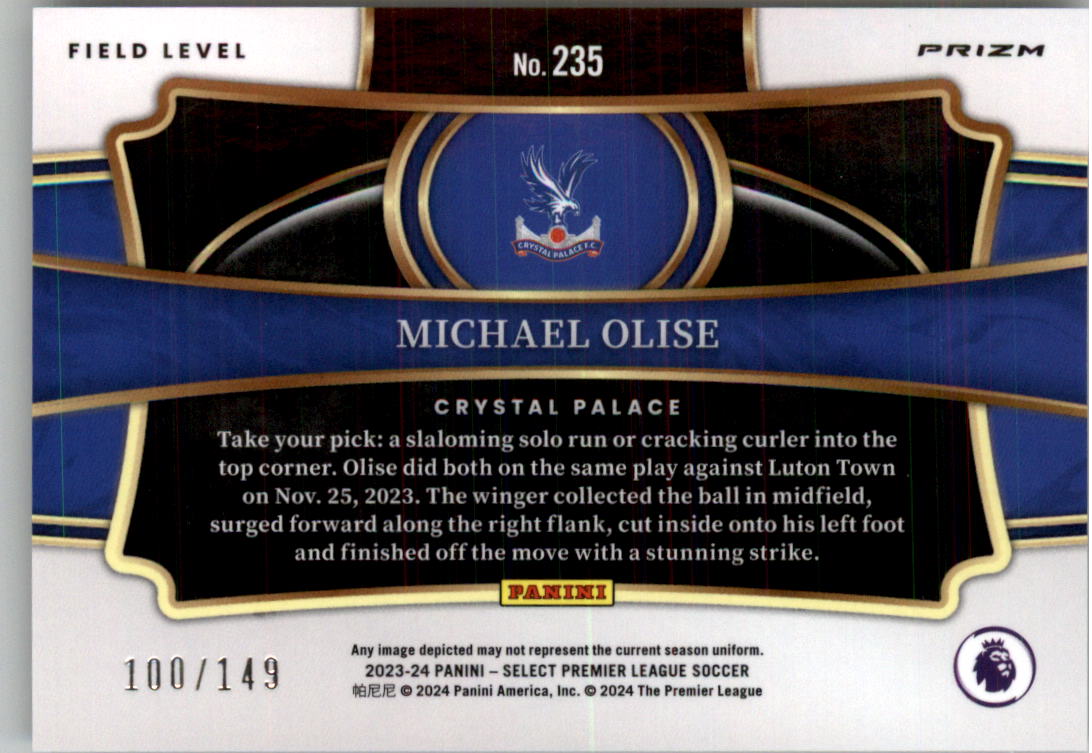 FIELD LEVEL
No. 235
PRIZM
CRYSTAL PALACE F.C.
MICHAEL OLISE
CRYSTAL PALACE
Take your pick: a slaloming solo run or cracking curler into the
top corner. Olise did both on the same play against Luton Town
on Nov. 25, 2023. The winger collected the ball in midfield,
surged forward along the right flank, cut inside onto his left foot
and finished off the move with a stunning strike.
PANINI
100/149
Any image depicted may not represent the current season uniform.
2023-24 PANINI – SELECT PREMIER LEAGUE SOCCER
帕尼尼 © 2024 Panini America, Inc. © 2024 The Premier League